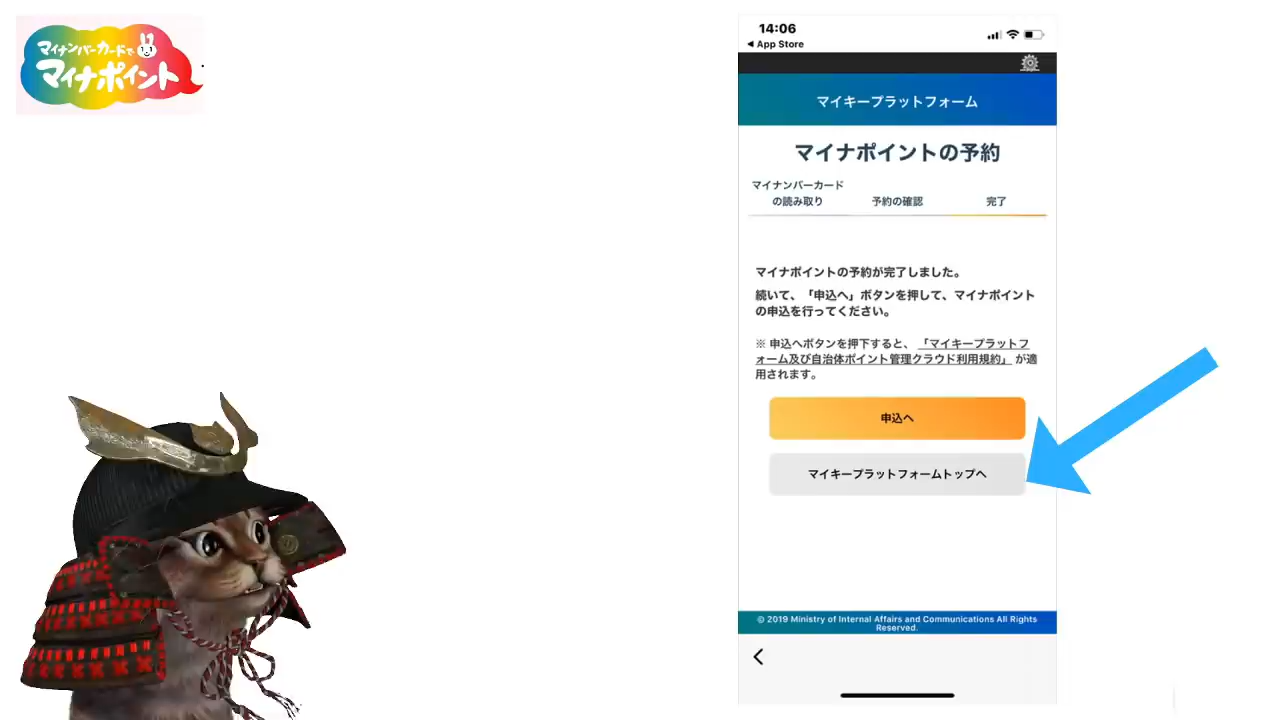 マイナンバーカードで
マイナポイント
14:06
◀ App Store
マイキープラットフォーム
マイナポイントの予約
マイナンバーカード
の読み取り
予約の確認
完了
マイナポイントの予約が完了しました。
続いて、「申込へ」ボタンを押して、マイナポイント
の申込を行ってください。
※ 申込へボタンを押下すると、「マイキープラットフ
ォーム及び自治体ポイント管理クラウド利用規約」が適
用されます。
申込へ
マイキープラットフォームトップへ
© 2019 Ministry of Internal Affairs and Communications All Rights
Reserved.